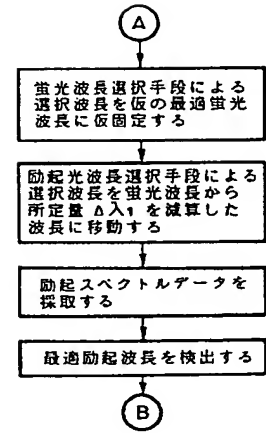 A
蛍光波長選択手段による
選択波長を仮の最適蛍光
波長に仮固定する
励起光波長選択手段による
選択波長を蛍光波長から
所定量Δλ1を減算した
波長に移動する
励起スペクトルデータを
採取する
最適励起波長を検出する
B